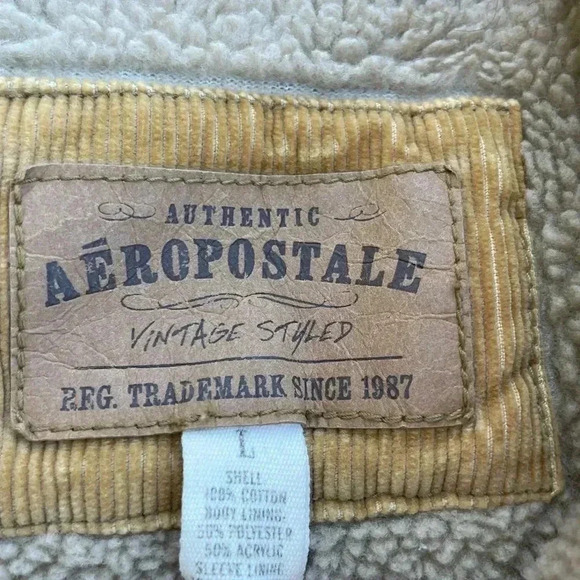 AUTHENTIC
AÉROPOSTALE
VINTAGE STYLED
REG. TRADEMARK SINCE 1987
L
SHELL
100% COTTON
BODY LINING:
50% POLYESTER
50% ACRYLIC
SLEEVE LINING